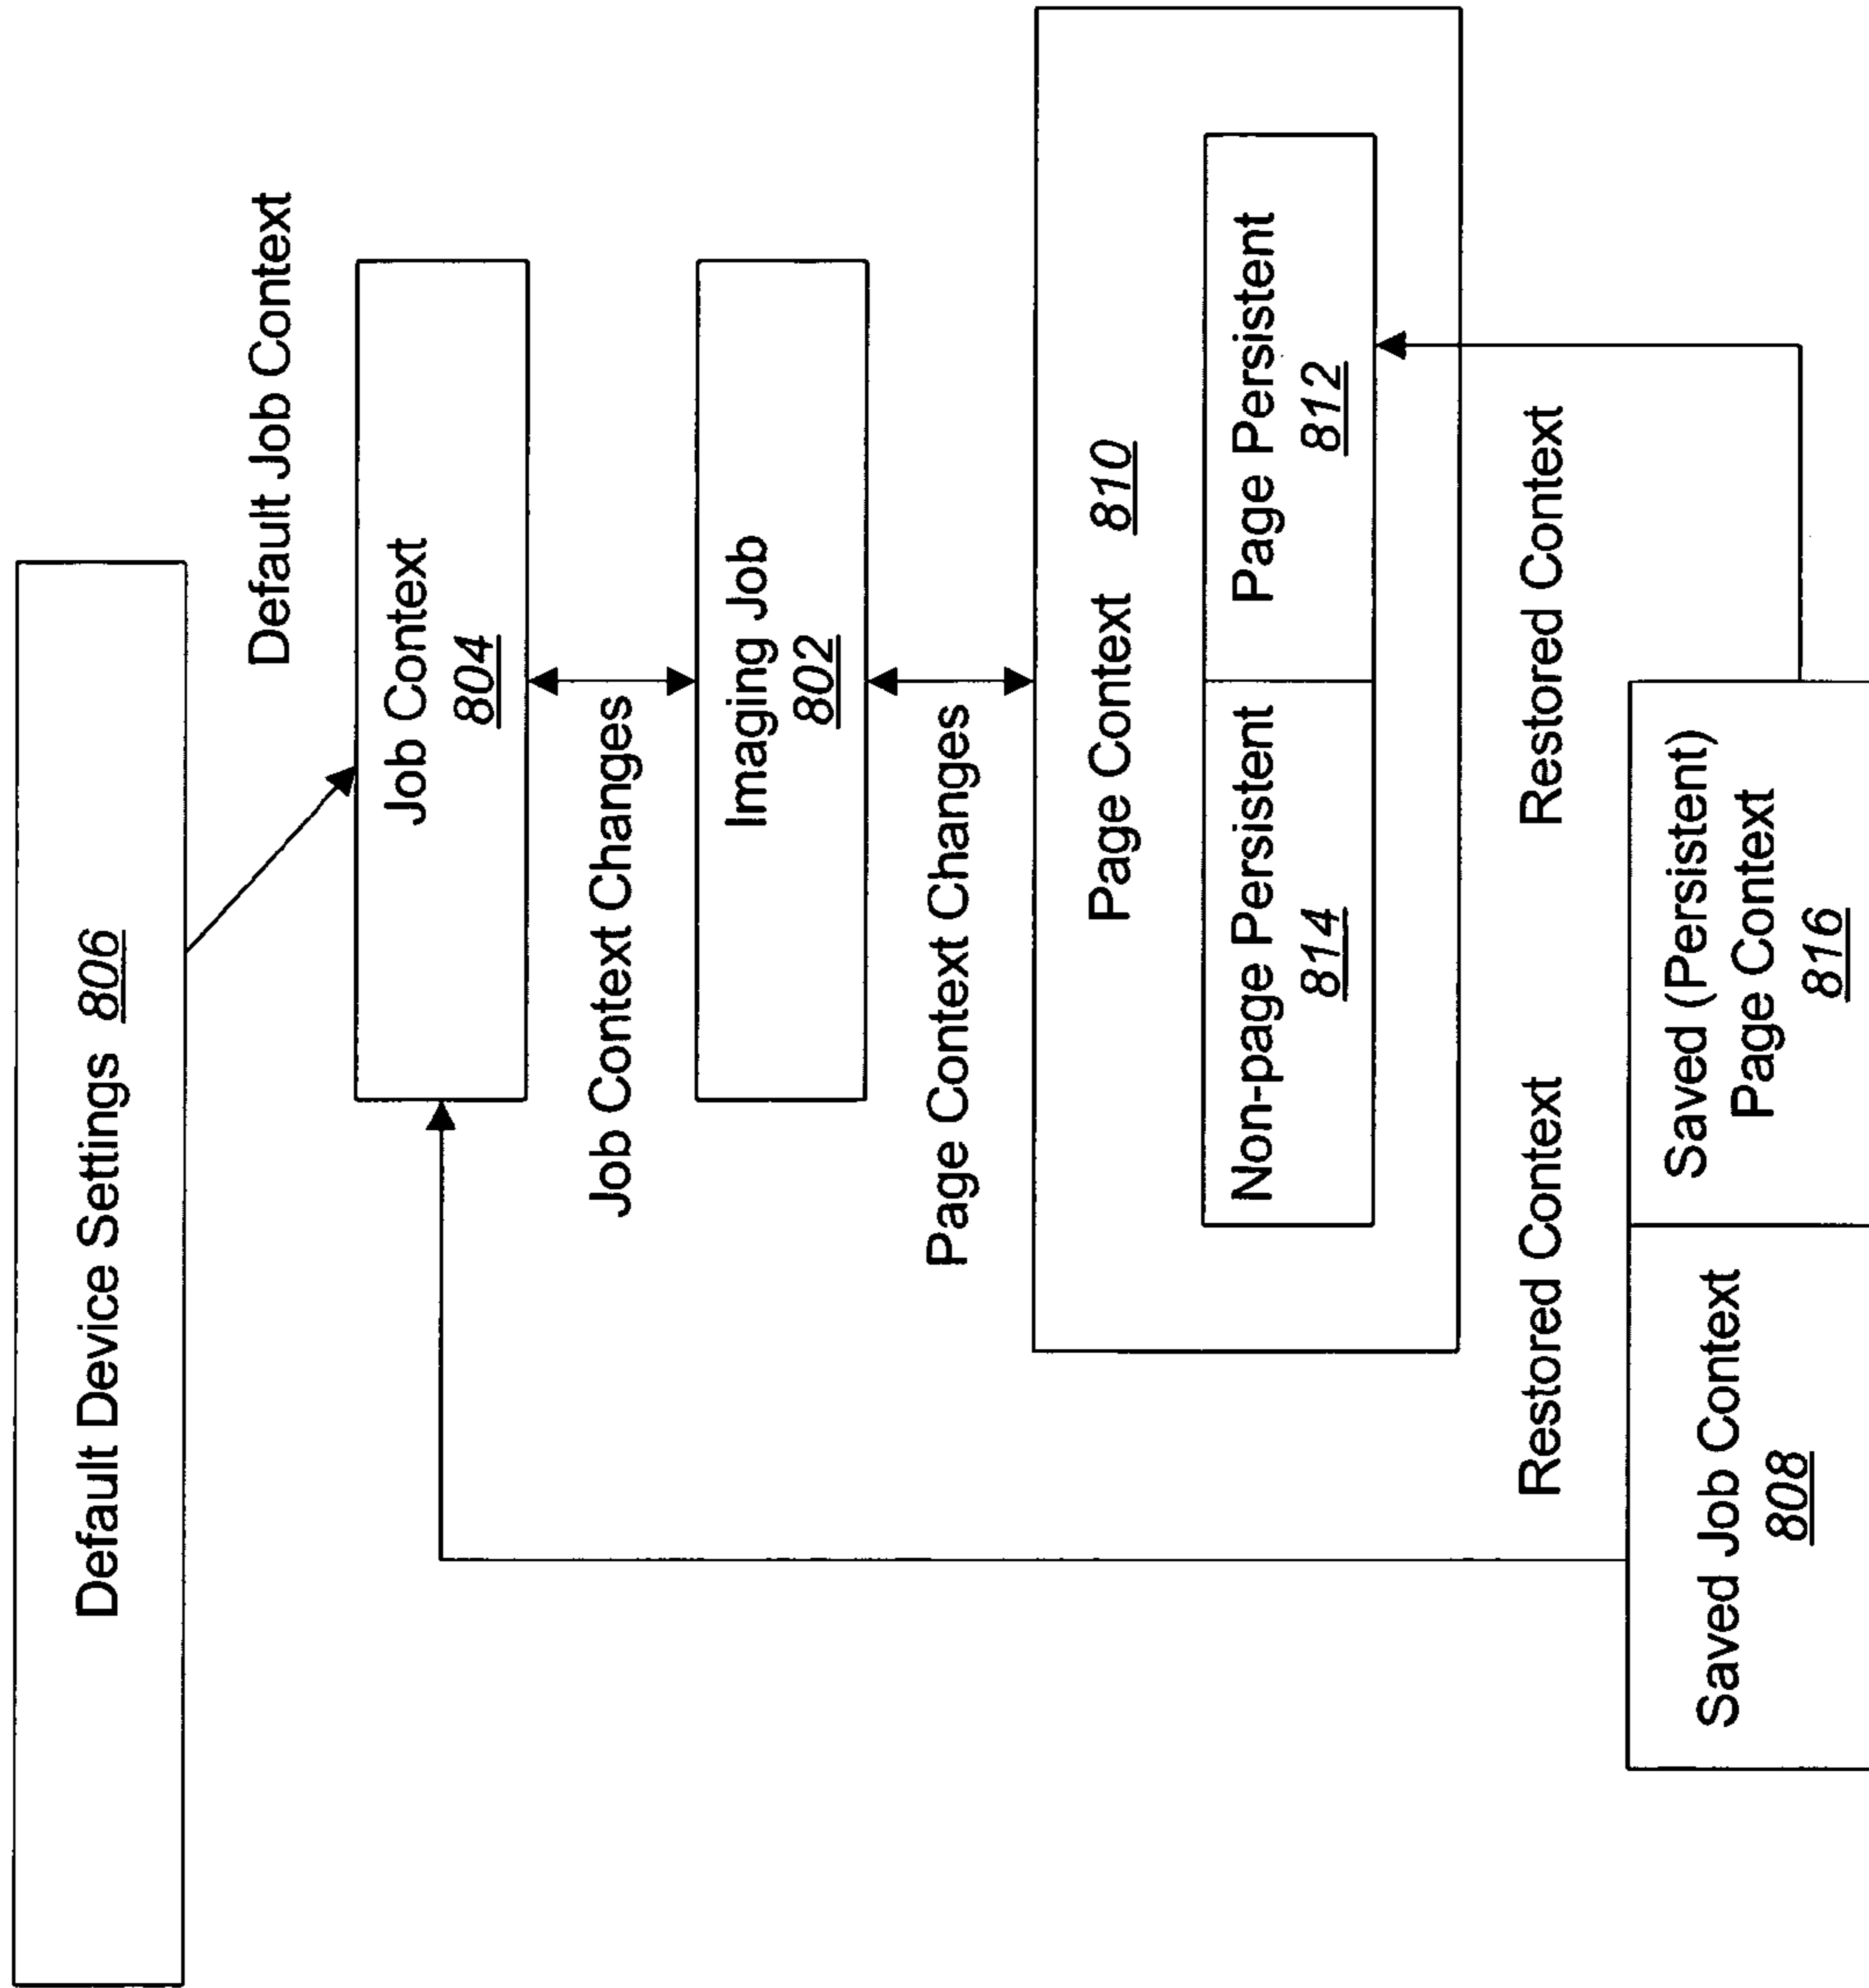 Default Device Settings 806
Default Job Context
Job Context
804
Job Context Changes
Imaging Job
802
Page Context Changes
Page Context 810
Non-page Persistent
814
Page Persistent
812
Restored Context
Restored Context
Saved Job Context
808
Saved (Persistent)
Page Context
816